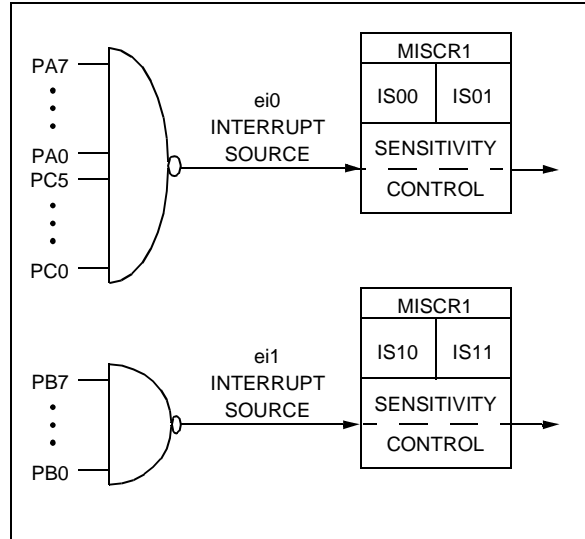 PA7
PA0
PC5
PC0
ei0
INTERRUPT
SOURCE
MISCR1
IS00 IS01
SENSITIVITY
CONTROL
PB7
PB0
ei1
INTERRUPT
SOURCE
MISCR1
IS10 IS11
SENSITIVITY
CONTROL